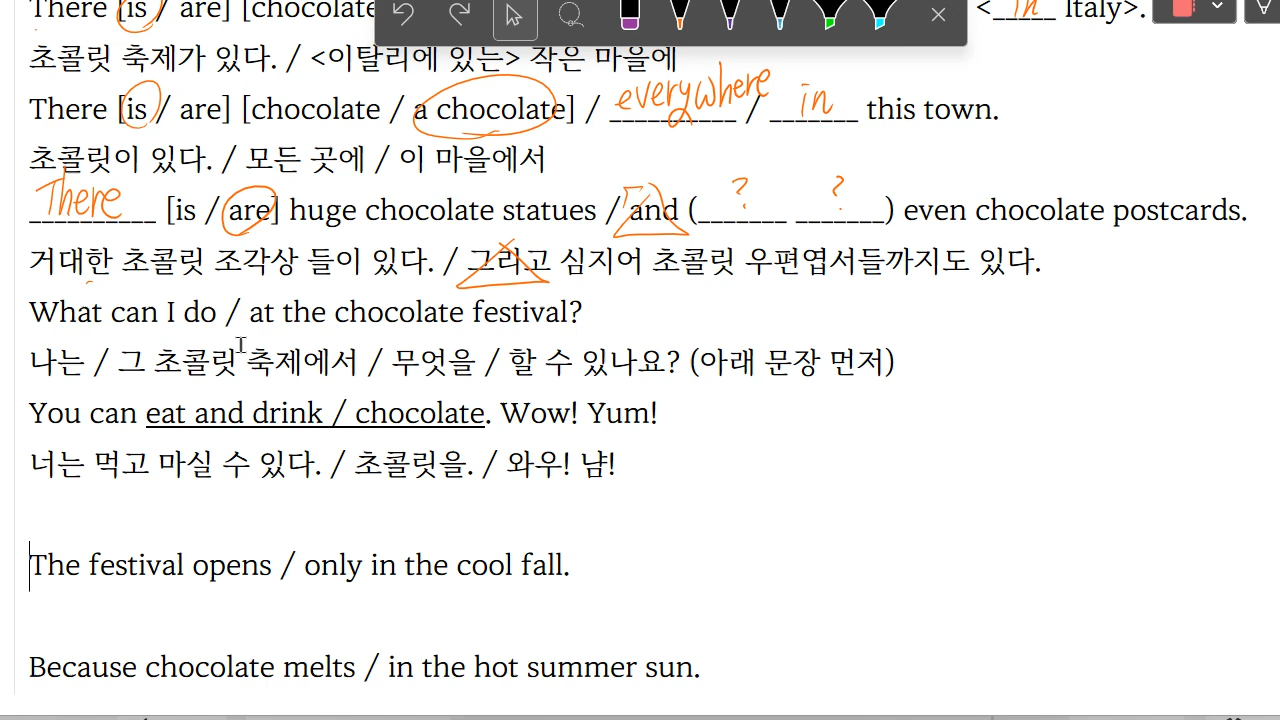 There [is / are] [chocolate < in Italy>.
초콜릿 축제가 있다. / <이탈리에 있는> 작은 마을에
There [is / are] [chocolate / a chocolate] / everywhere / in this town.
초콜릿이 있다. / 모든 곳에 / 이 마을에서
There [is / are] huge chocolate statues / and (? ?) even chocolate postcards.
거대한 초콜릿 조각상 들이 있다. / 그리고 심지어 초콜릿 우편엽서들까지도 있다.
What can I do / at the chocolate festival?
나는 / 그 초콜릿 축제에서 / 무엇을 / 할 수 있나요? (아래 문장 먼저)
You can eat and drink / chocolate. Wow! Yum!
너는 먹고 마실 수 있다. / 초콜릿을. / 와우! 냠!
The festival opens / only in the cool fall.
Because chocolate melts / in the hot summer sun.